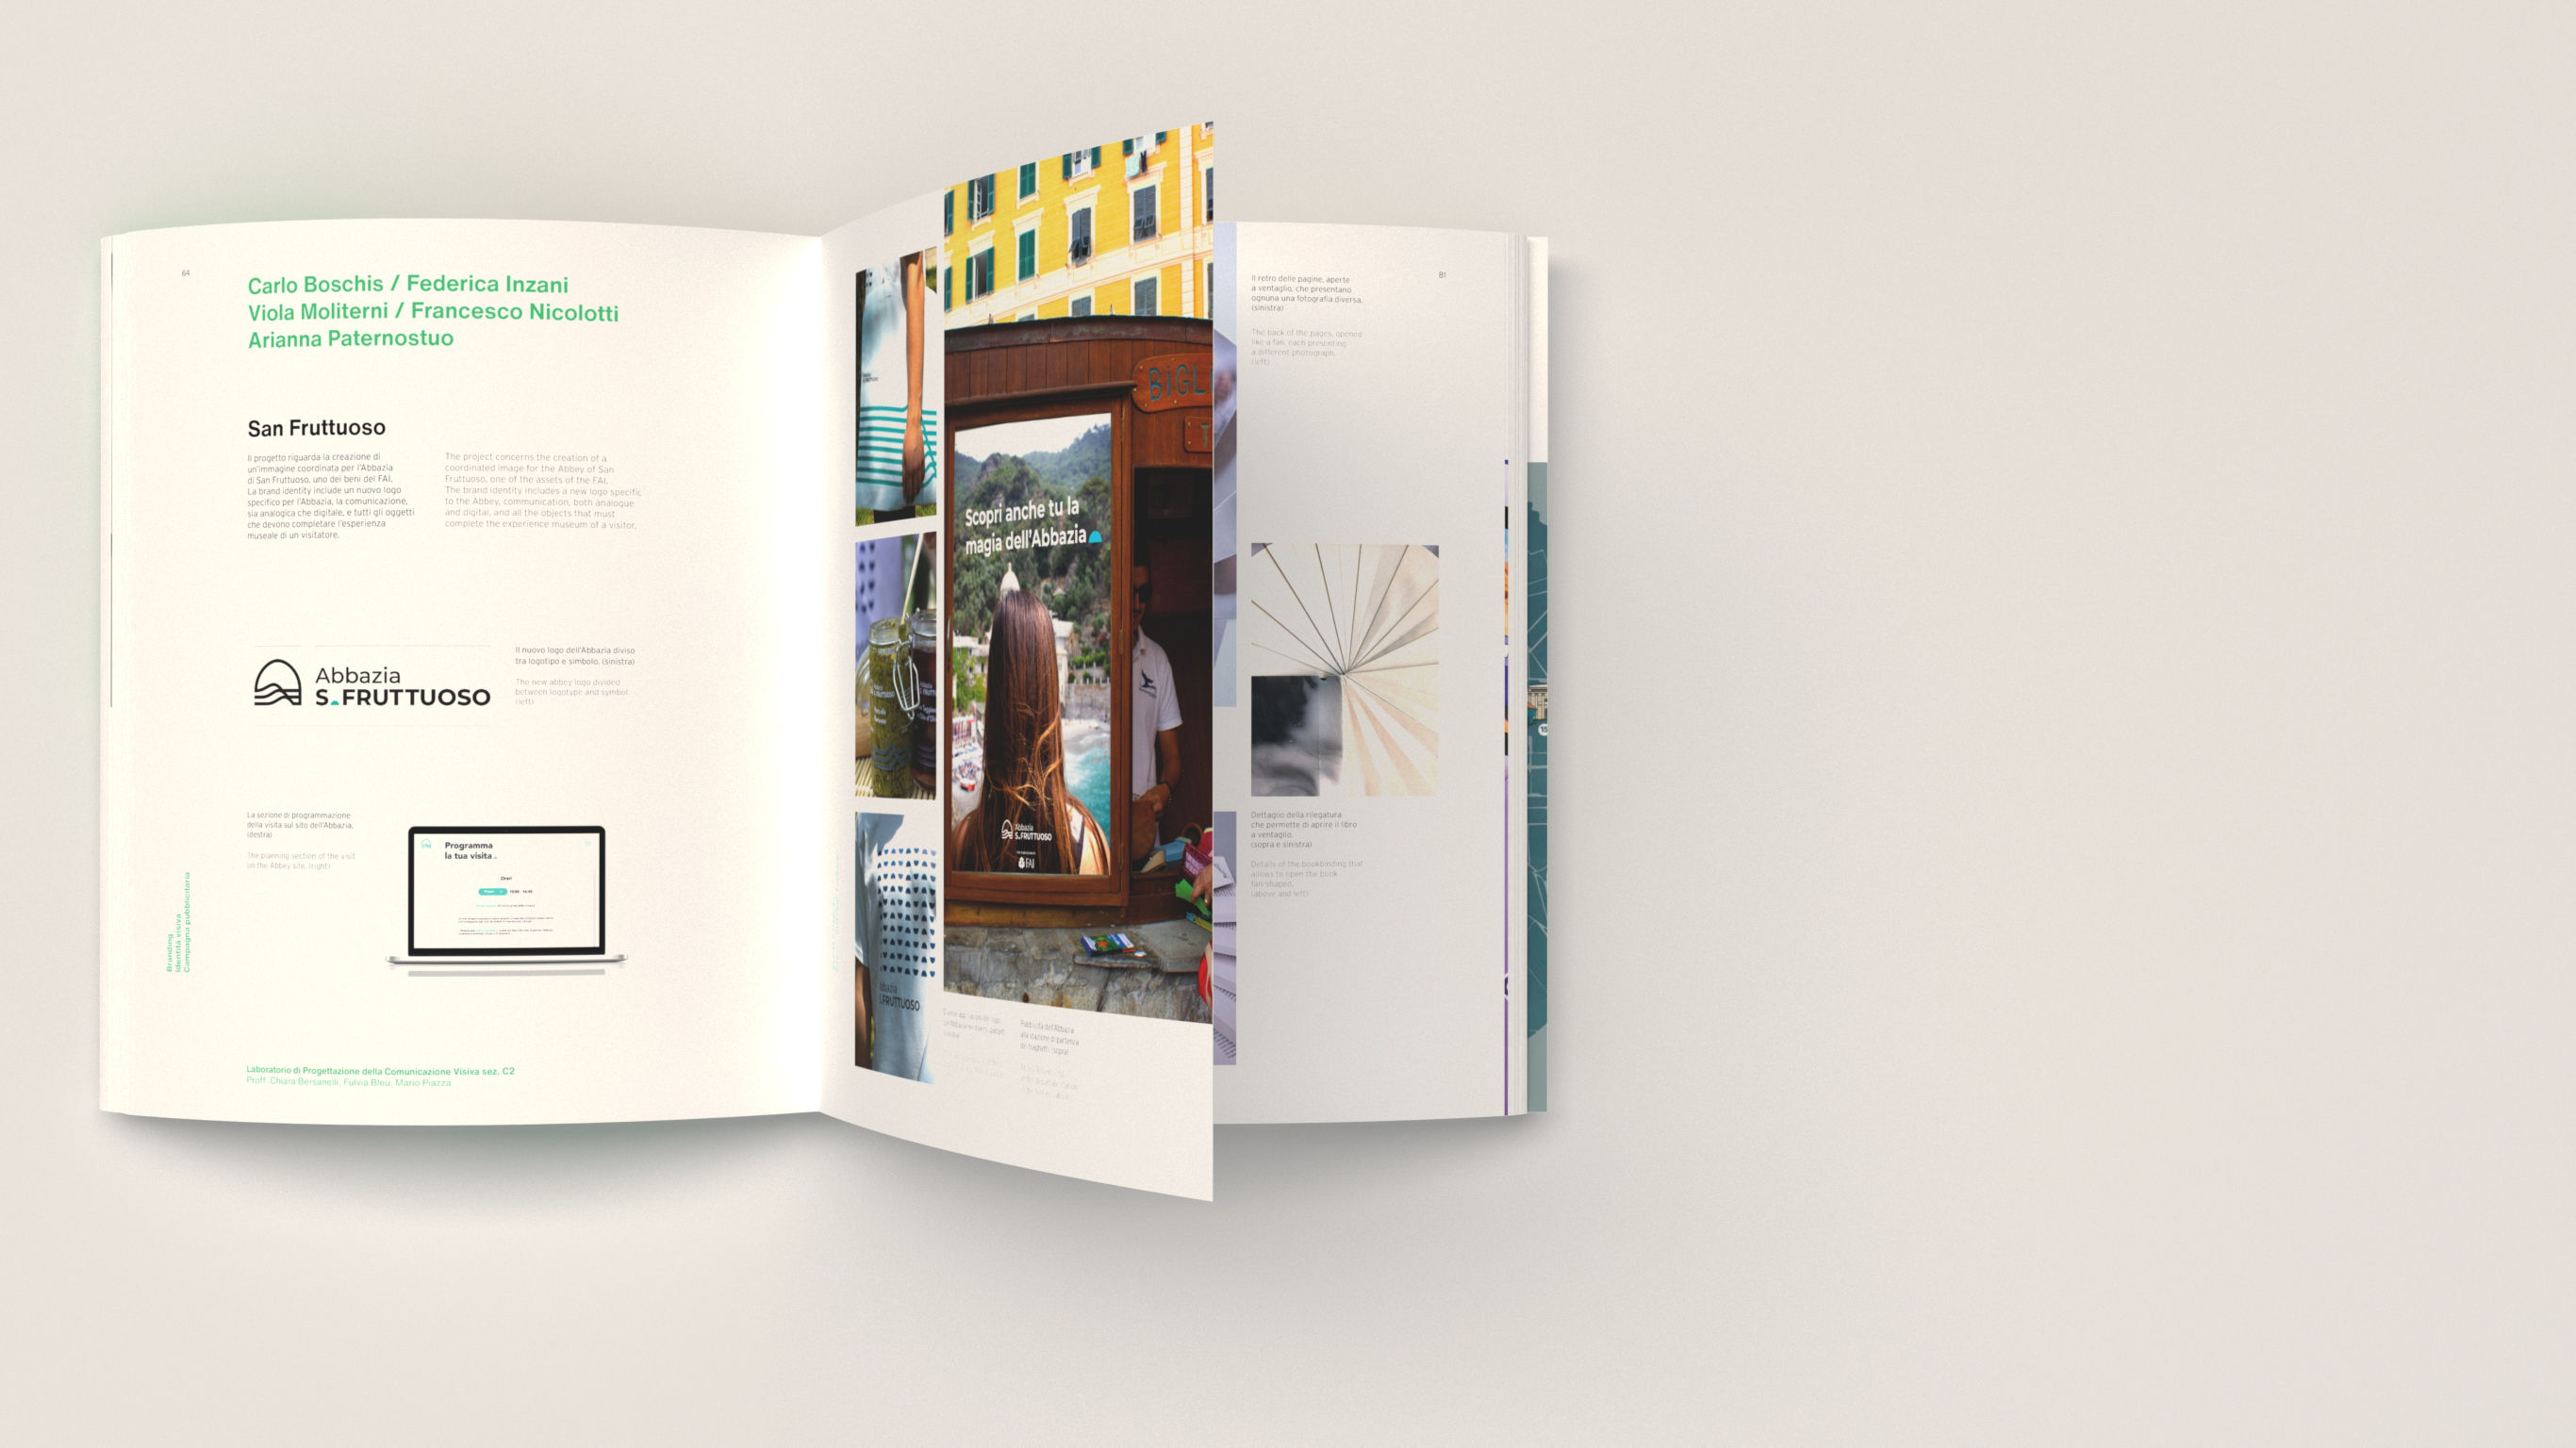 64
Carlo Boschis / Federica Inzani
Viola Moliterni / Francesco Nicolotti
Arianna Paternostuo
San Fruttuoso
Il progetto riguarda la creazione di
un'immagine coordinata per l'Abbazia
di San Fruttuoso, uno dei beni del FAI.
La brand identity include un nuovo logo
specifico per l'Abbazia, la comunicazione,
sia analogica che digitale, e tutti gli oggetti
che devono completare l'esperienza
museale di un visitatore.
The project concerns the creation of a
coordinated image for the Abbey of San
Fruttuoso, one of the assets of the FAI.
The brand identity includes a new logo specific
to the Abbey, communication, both analogue
and digital, and all the objects that must
complete the experience museum of a visitor.
Abbazia
S.FRUTTUOSO
Il nuovo logo dell'Abbazia diviso
tra logotipo e simbolo. (sinistra)
The new abbey logo divided
between logotype and symbol.
(left)
La sezione di programmazione
della visita sul sito dell'Abbazia.
(destra)
The planning section of the visit
on the Abbey site. (right)
Programma
la tua visita
Orari
Branding
Identità visiva
Campagna pubblicitaria
Laboratorio di Progettazione della Comunicazione Visiva sez. C2
Proff. Chiara Bersanelli, Fulvia Bleu, Mario Piazza
BIGL
T
Scopri anche tu la
magia dell'Abbazia
Abbazia
S.FRUTTUOSO
FAI
FRUTTUOSO
Pubblicità dell'Abbazia
alla stazione di partenza
dei traghetti. (sopra)
81
Il retro delle pagine, aperte
a ventaglio, che presentano
ognuna una fotografia diversa.
(sinistra)
The back of the pages, opened
like a fan, each presenting
a different photograph.
(left)
Dettaglio della rilegatura
che permette di aprire il libro
a ventaglio.
(sopra e sinistra)
Details of the bookbinding that
allows to open the book
fan-shaped.
(above and left)